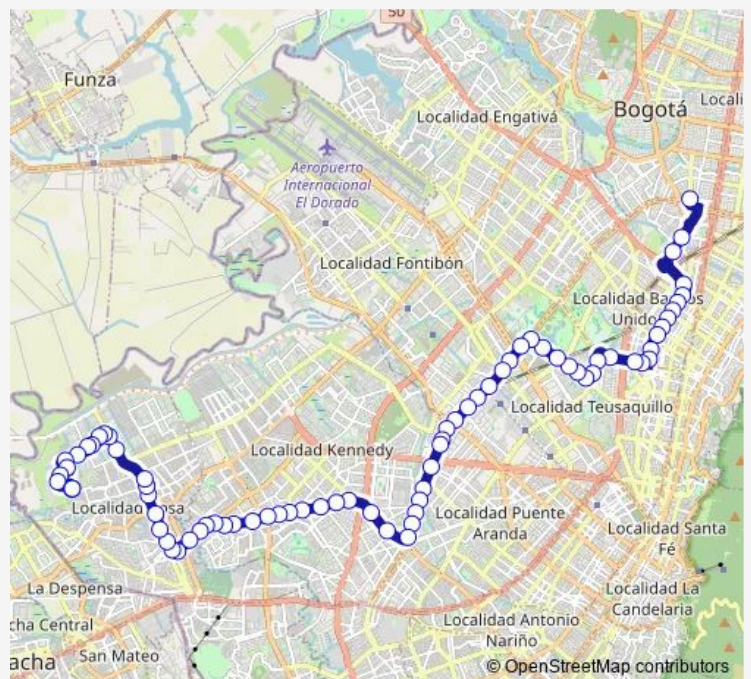 50
Funza
Bogotá
Locali
Localidad Engativá
Aeropuerto
Internacional
El Dorado
Localidad Fontibón
Localidad Ba os
Unido
Localidad Teusaquillo
Localidad Kennedy
Localidad osa
Localidad Puente
Aranda
Localidad Santa
Fé
La Despensa
Localidad La
Candelaria
cha Central
Localidad Antonio
Nariño
acha
San Mateo
© OpenStreetMap contributors